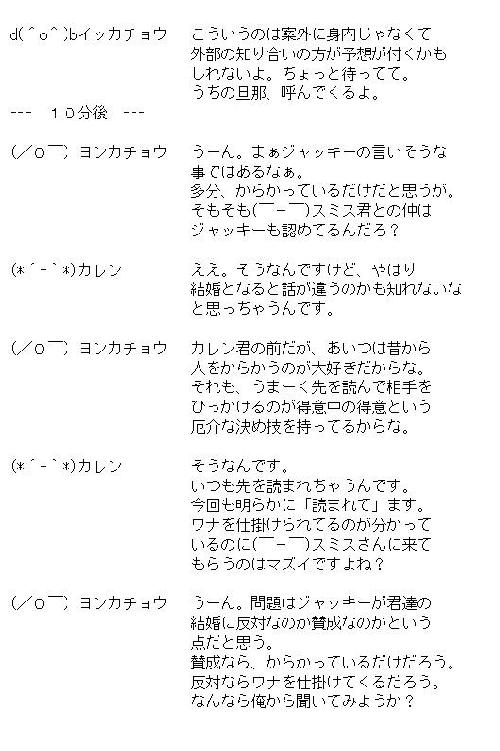 d(＾o＾)bイッカチョウ　こういうのは案外に身内じゃなくて
外部の知り合いの方が予想が付くかも
しれないよ。ちょっと待ってて。
うちの旦那、呼んでくるよ。
---　１０分後　---
(／０￣) ヨンカチョウ　うーん。まぁジャッキーの言いそうな
事ではあるなぁ。
多分、からかっているだけだと思うが。
そもそも(￣－￣)スミス君との仲は
ジャッキーも認めてるんだろ？
(*´-｀*)カレン　ええ。そうなんですけど、やはり
結婚となると話が違うのかも知れないな
と思っちゃうんです。
(／０￣) ヨンカチョウ　カレン君の前だが、あいつは昔から
人をからかうのが大好きだからな。
それも、うまーく先を読んで相手を
ひっかけるのが得意中の得意という
厄介な決め技を持ってるからな。
(*´-｀*)カレン　そうなんです。
いつも先を読まれちゃうんです。
今回も明らかに「読まれて」ます。
ワナを仕掛けられてるのが分かって
いるのに(￣－￣)スミスさんに来て
もらうのはマズイですよね？
(／０￣) ヨンカチョウ　うーん。問題はジャッキーが君達の
結婚に反対なのか賛成なのかという
点だと思う。
賛成なら、からかっているだけだろう。
反対ならワナを仕掛けてくるだろう。
なんなら俺から聞いてみようか？